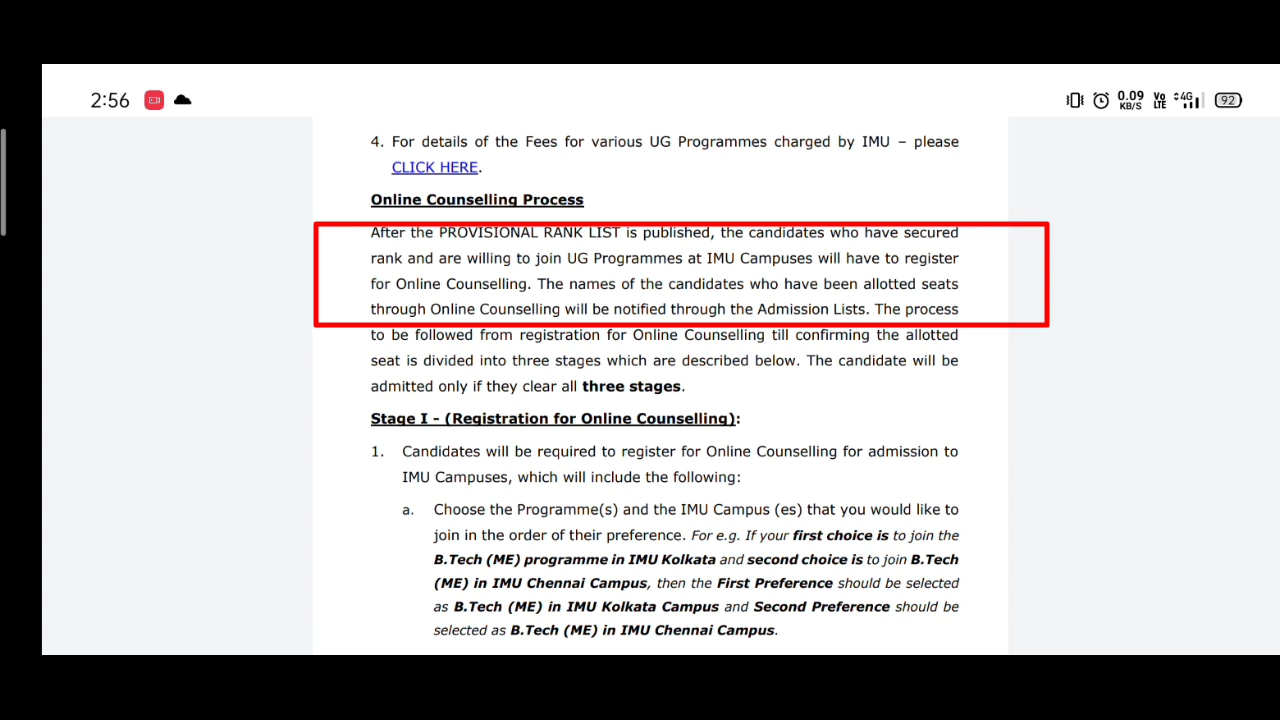 2:56
0.09 KB/S Vo LTE 4G 92
4. For details of the Fees for various UG Programmes charged by IMU – please
CLICK HERE.
Online Counselling Process
After the PROVISIONAL RANK LIST is published, the candidates who have secured
rank and are willing to join UG Programmes at IMU Campuses will have to register
for Online Counselling. The names of the candidates who have been allotted seats
through Online Counselling will be notified through the Admission Lists. The process
to be followed from registration for Online Counselling till confirming the allotted
seat is divided into three stages which are described below. The candidate will be
admitted only if they clear all three stages.
Stage I - (Registration for Online Counselling):
1. Candidates will be required to register for Online Counselling for admission to
IMU Campuses, which will include the following:
a. Choose the Programme(s) and the IMU Campus (es) that you would like to
join in the order of their preference. For e.g. If your first choice is to join the
B.Tech (ME) programme in IMU Kolkata and second choice is to join B.Tech
(ME) in IMU Chennai Campus, then the First Preference should be selected
as B.Tech (ME) in IMU Kolkata Campus and Second Preference should be
selected as B.Tech (ME) in IMU Chennai Campus.